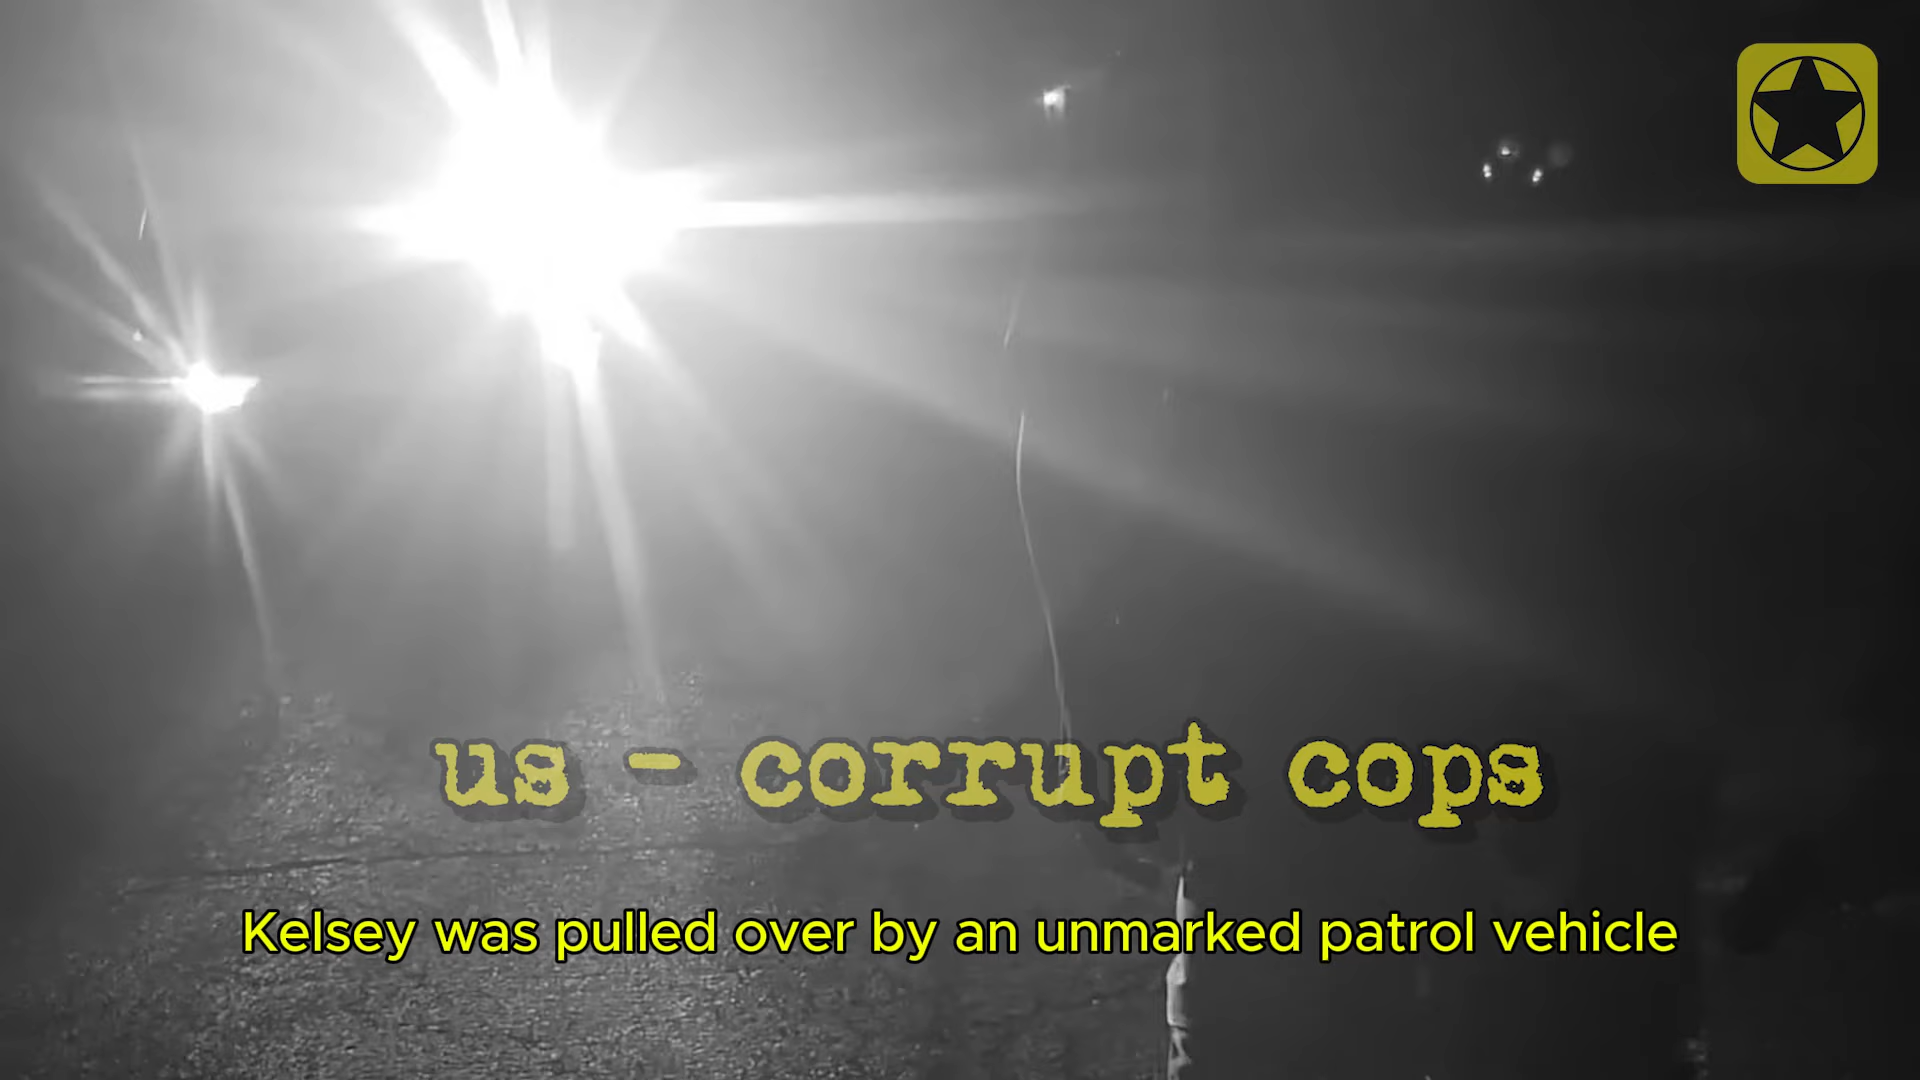 us - corrupt cops
Kelsey was pulled over by an unmarked patrol vehicle